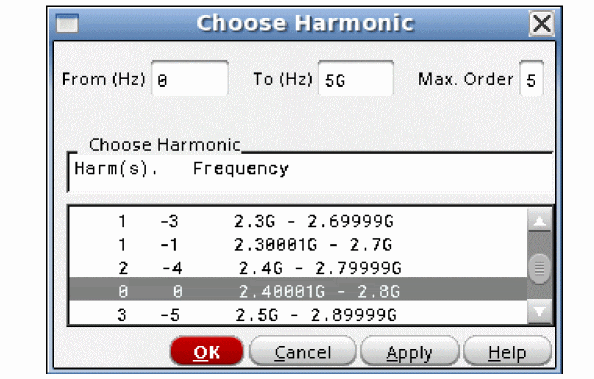 Choose Harmonic
From (Hz) 0 To (Hz) 5G Max. Order 5
Choose Harmonic
Harm(s). Frequency
1 -3 2.3G - 2.69999G
1 -1 2.30001G - 2.7G
2 -4 2.4G - 2.79999G
0 0 2.40001G - 2.8G
3 -5 2.5G - 2.89999G
OK Cancel Apply Help